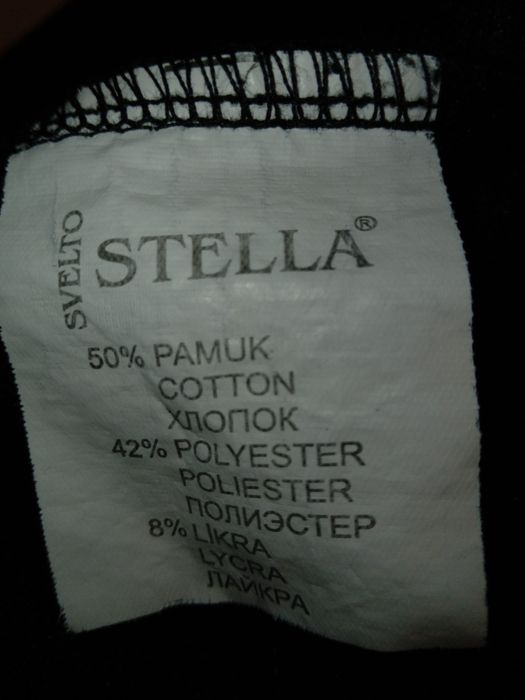 SVELTO
STELLA®
50% PAMUK
COTTON
ХЛОПОК
42% POLYESTER
POLIESTER
ПОЛИЭСТЕР
8% LIKRA
LYCRA
ЛАЙКРА